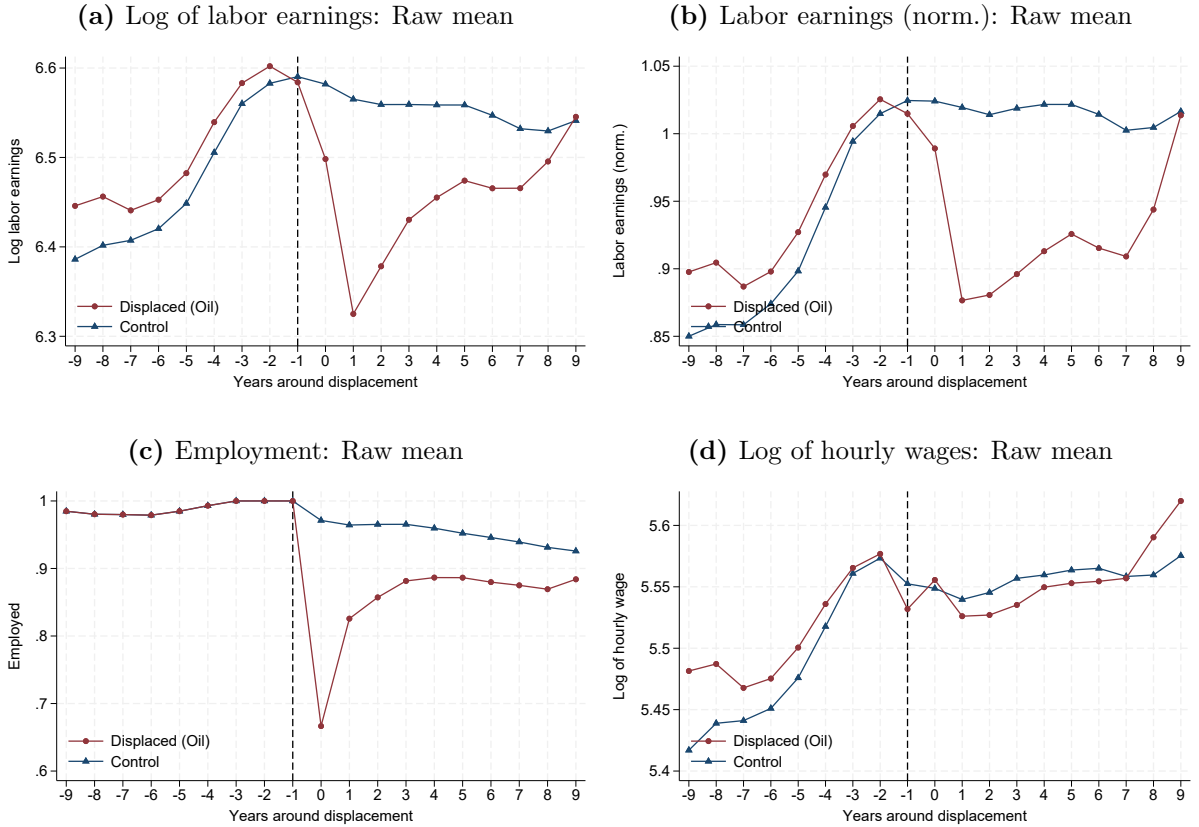 (a) Log of labor earnings: Raw mean
6.6
6.5
6.4
6.3
Log labor earnings
Displaced (Oil)
Control
-9 -8 -7 -6 -5 -4 -3 -2 -1 0 1 2 3 4 5 6 7 8 9
Years around displacement
(b) Labor earnings (norm.): Raw mean
1.05
1
.95
.9
.85
Labor earnings (norm.)
Displaced (Oil)
Control
-9 -8 -7 -6 -5 -4 -3 -2 -1 0 1 2 3 4 5 6 7 8 9
Years around displacement
(c) Employment: Raw mean
1
.9
.8
.7
.6
Employed
Displaced (Oil)
Control
-9 -8 -7 -6 -5 -4 -3 -2 -1 0 1 2 3 4 5 6 7 8 9
Years around displacement
(d) Log of hourly wages: Raw mean
5.6
5.55
5.5
5.45
5.4
Log of hourly wage
Displaced (Oil)
Control
-9 -8 -7 -6 -5 -4 -3 -2 -1 0 1 2 3 4 5 6 7 8 9
Years around displacement